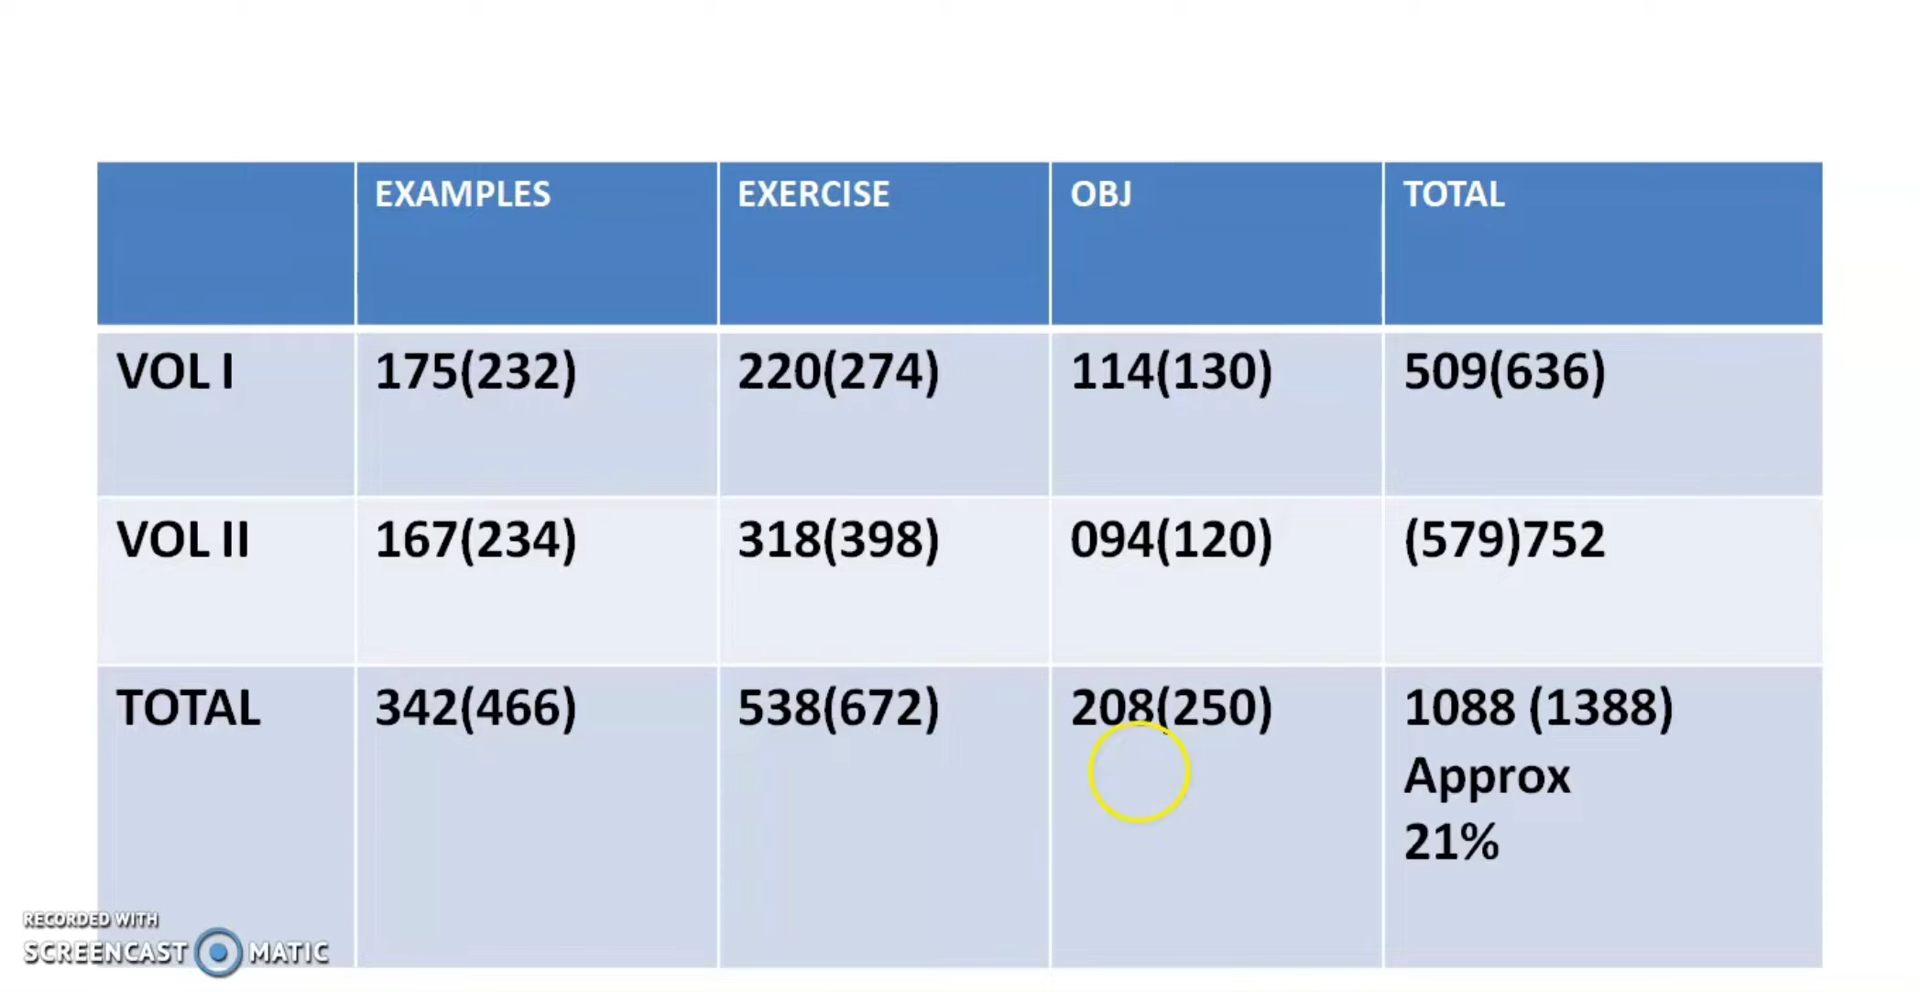 EXAMPLES EXERCISE OBJ TOTAL
VOL I 175(232) 220(274) 114(130) 509(636)
VOL II 167(234) 318(398) 094(120) (579)752
TOTAL 342(466) 538(672) 208(250) 1088 (1388)
Approx
21%
RECORDED WITH
SCREENCAST MATIC